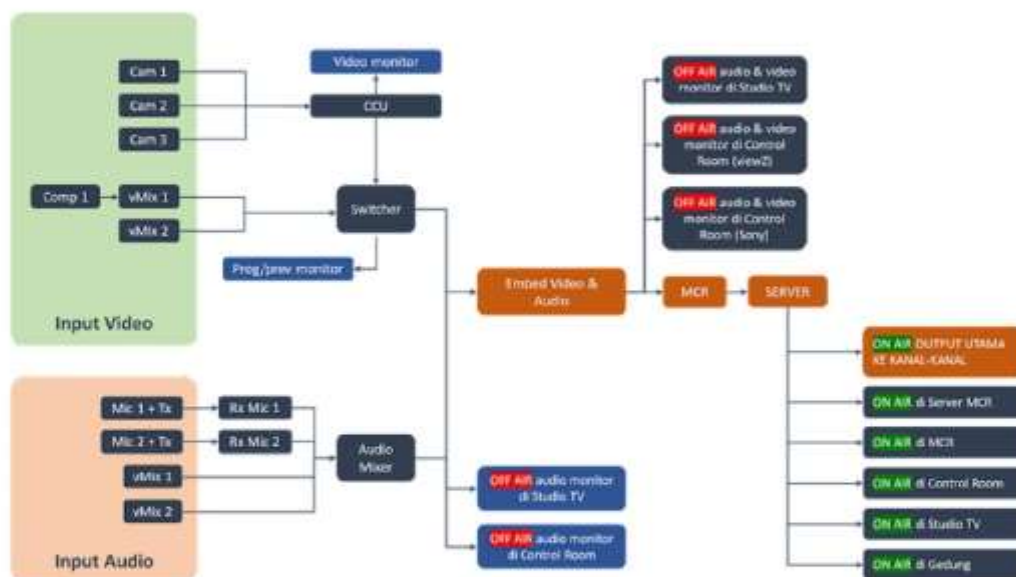 Cam 1
Cam 2
Cam 3
Video monitor
CCU
Comp 1
vMix 1
vMix 2
Switcher
Prog/prev monitor
Input Video
Mic 1 + Tx
Rx Mic 1
Mic 2 + Tx
Rx Mic 2
vMix 1
vMix 2
Audio
Mixer
Input Audio
Embed Video &
Audio
OFF AIR audio & video
monitor di Studio TV
OFF AIR audio & video
monitor di Control
Room (viewZ)
OFF AIR audio & video
monitor di Control
Room (Sony)
MCR
SERVER
OFF AIR audio monitor
di Studio TV
OFF AIR audio monitor
di Control Room
ON AIR OUTPUT UTAMA
KE KANAL-KANAL
ON AIR di Server MCR
ON AIR di MCR
ON AIR di Control Room
ON AIR di Studio TV
ON AIR di Gedung